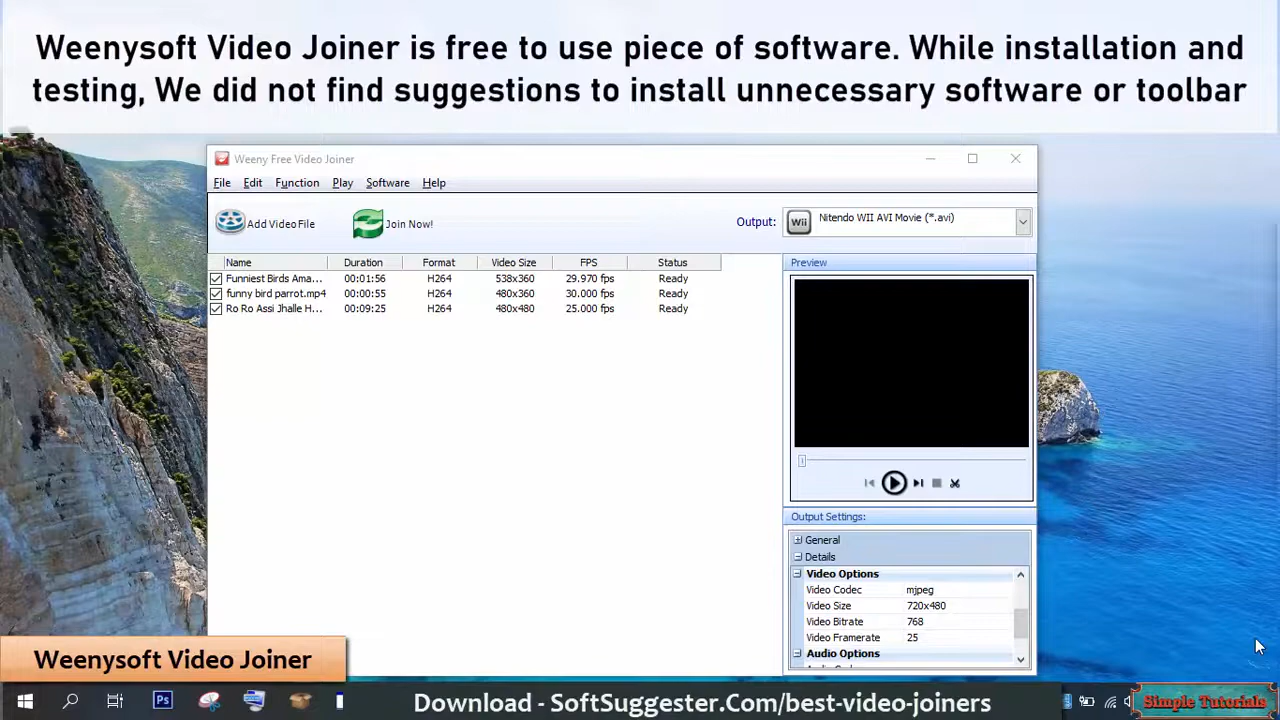 Weenysoft Video Joiner is free to use piece of software. While installation and
testing, We did not find suggestions to install unnecessary software or toolbar
Weeny Free Video Joiner
File Edit Function Play Software Help
Add Video File Join Now! Output: Wii Nitendo WII AVI Movie (*.avi)
Name Duration Format Video Size FPS Status
Funniest Birds Ama... 00:01:56 H264 538x360 29.970 fps Ready
funny bird parrot.mp4 00:00:55 H264 480x360 30.000 fps Ready
Ro Ro Assi Jhalle H... 00:09:25 H264 480x480 25.000 fps Ready
Preview
Output Settings:
General
Details
Video Options
Video Codec mjpeg
Video Size 720x480
Video Bitrate 768
Video Framerate 25
Audio Options
Weenysoft Video Joiner
Ps
Download - SoftSuggester.Com/best-video-joiners
Simple Tutorials